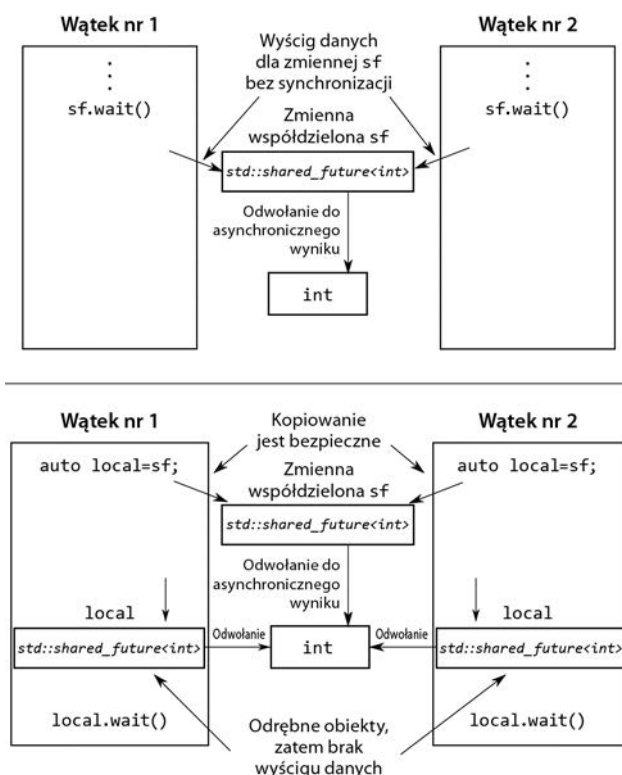 Wątek nr 1
Wyścig danych
dla zmiennej sf
bez synchronizacji
Wątek nr 2
sf.wait()
sf.wait()
Zmienna
współdzielona sf
std::shared_future<int>
Odwołanie do
asynchronicznego
wyniku
int
Wątek nr 1
Kopiowanie
jest bezpieczne
Wątek nr 2
auto local=sf;
auto local=sf;
Zmienna
współdzielona sf
std::shared_future<int>
Odwołanie do
asynchronicznego
wyniku
local
local
std::shared_future<int>
Odwołanie
int
Odwołanie
std::shared_future<int>
local.wait()
local.wait()
Odrębne obiekty,
zatem brak
wyścigu danych